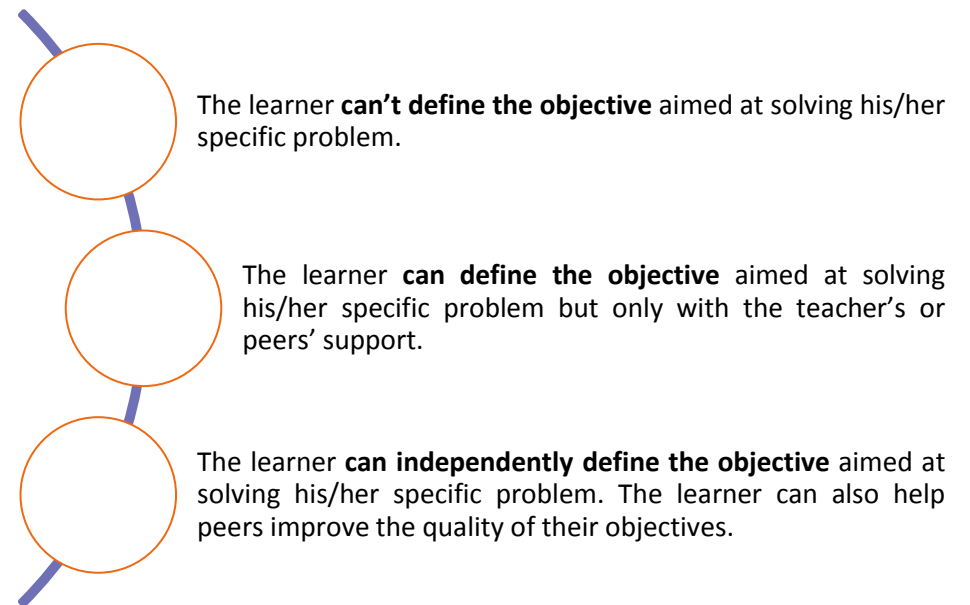 The learner can’t define the objective aimed at solving his/her
specific problem.
The learner can define the objective aimed at solving
his/her specific problem but only with the teacher’s or
peers’ support.
The learner can independently define the objective aimed at
solving his/her specific problem. The learner can also help
peers improve the quality of their objectives.